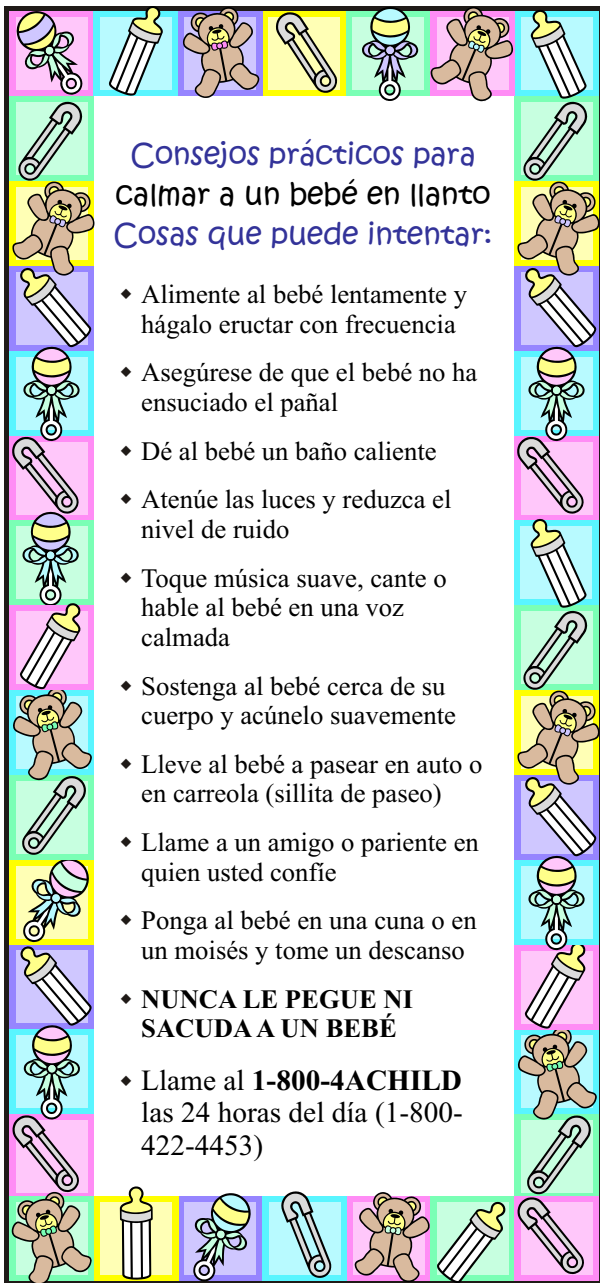 Consejos prácticos para
calmar a un bebé en llanto
Cosas que puede intentar:
◆ Alimente al bebé lentamente y
hágalo eructar con frecuencia
◆ Asegúrese de que el bebé no ha
ensuciado el pañal
◆ Dé al bebé un baño caliente
◆ Atenúe las luces y reduzca el
nivel de ruido
◆ Toque música suave, cante o
hable al bebé en una voz
calmada
◆ Sostenga al bebé cerca de su
cuerpo y acúnelo suavemente
◆ Lleve al bebé a pasear en auto o
en carreola (sillita de paseo)
◆ Llame a un amigo o pariente en
quien usted confíe
◆ Ponga al bebé en una cuna o en
un moisés y tome un descanso
◆ NUNCA LE PEGUE NI
SACUDA A UN BEBÉ
◆ Llame al 1-800-4ACHILD
las 24 horas del día (1-800-
422-4453)